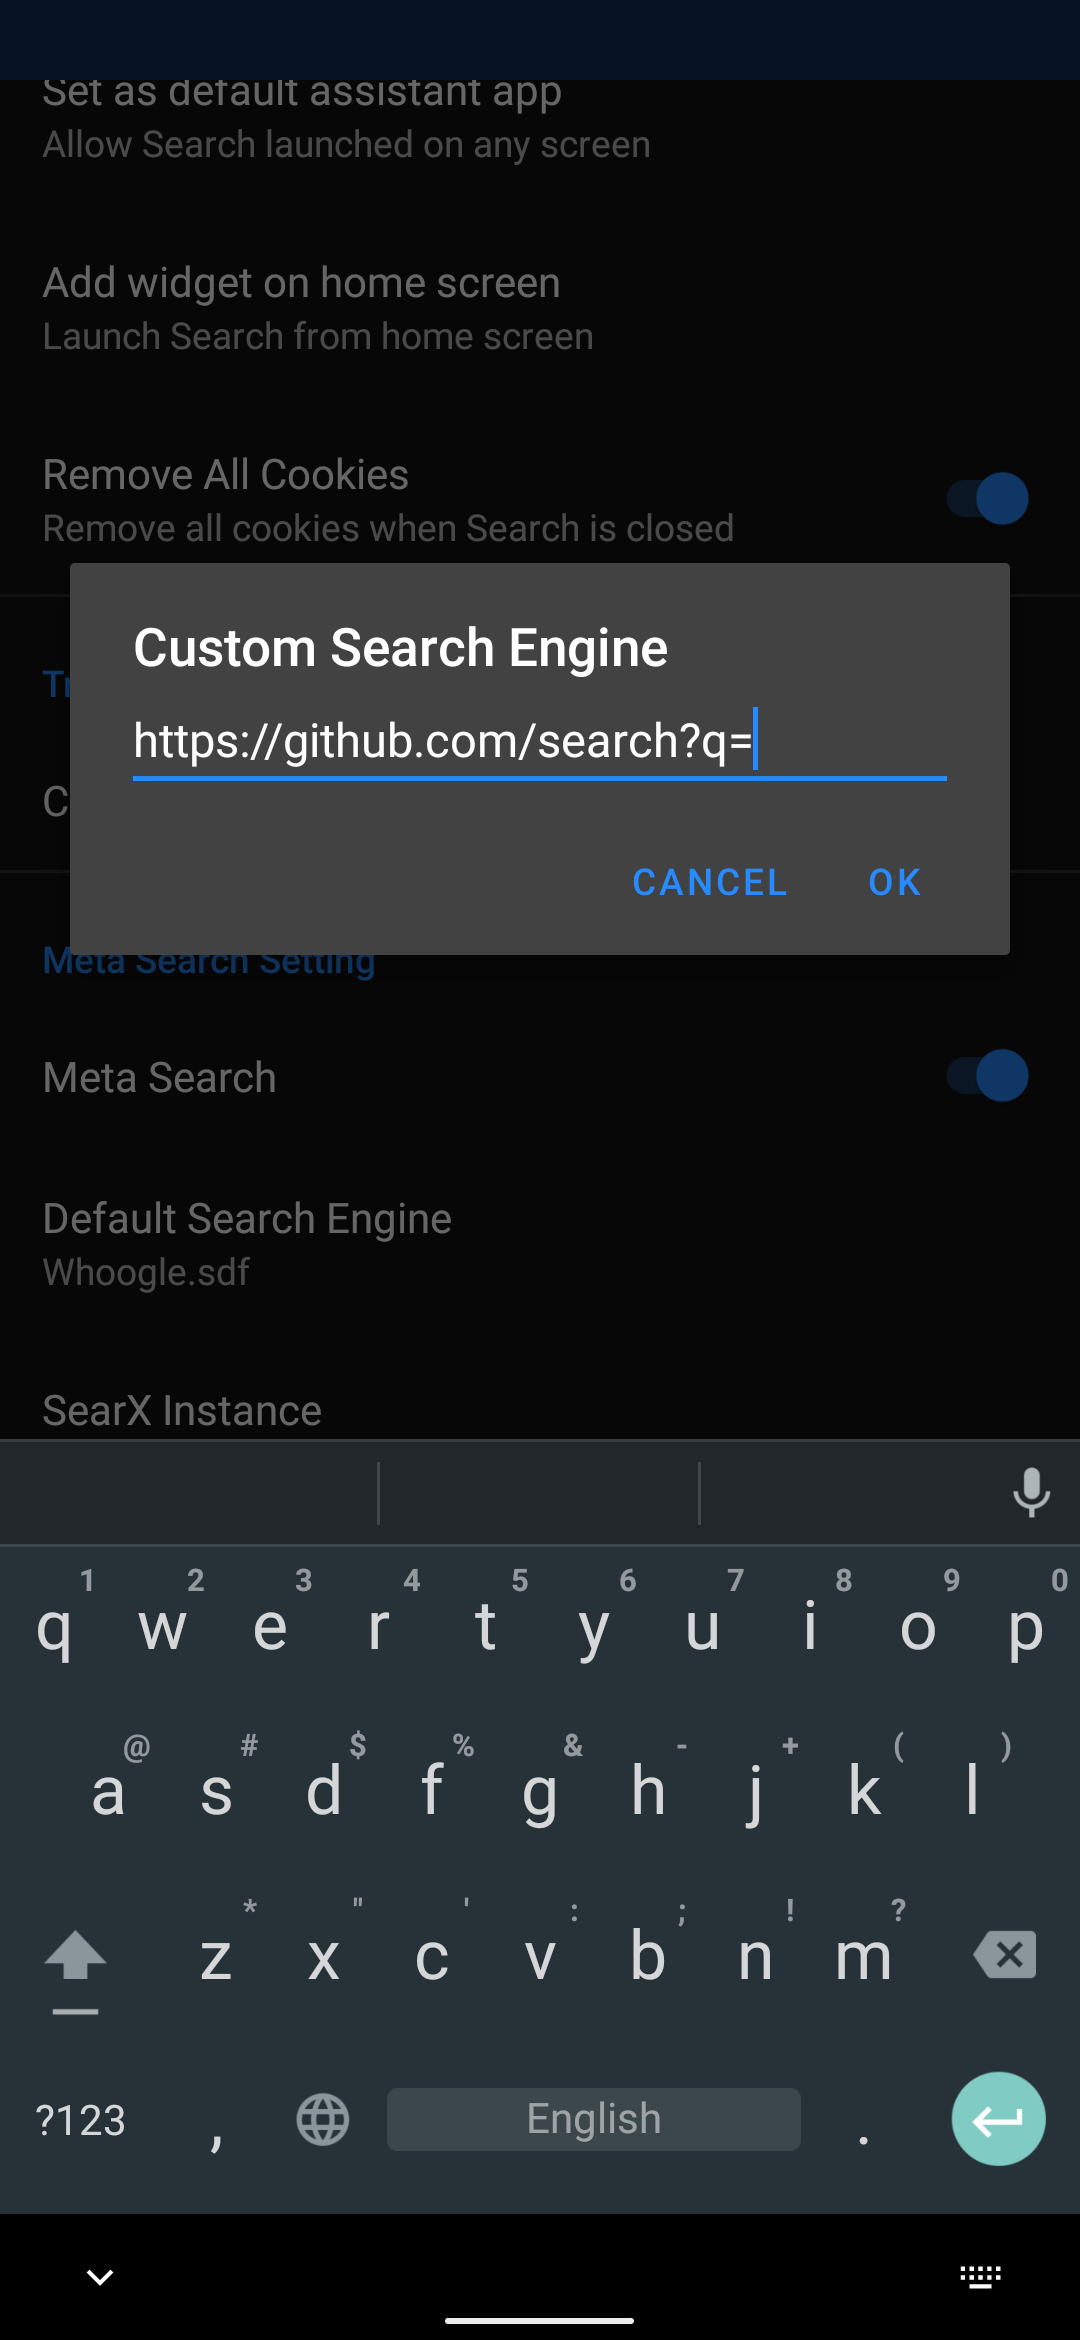 Set as default assistant app
Allow Search launched on any screen
Add widget on home screen
Launch Search from home screen
Remove All Cookies
Remove all cookies when Search is closed
Custom Search Engine
https://github.com/search?q=
CANCEL OK
Meta Search Setting
Meta Search
Default Search Engine
Whoogle.sdf
SearX Instance
1 2 3 4 5 6 7 8 9 0
q w e r t y u i o p
@ # $ % & - + ( )
a s d f g h j k l
* " ' : ; ! ?
z x c v b n m
?123 , English .